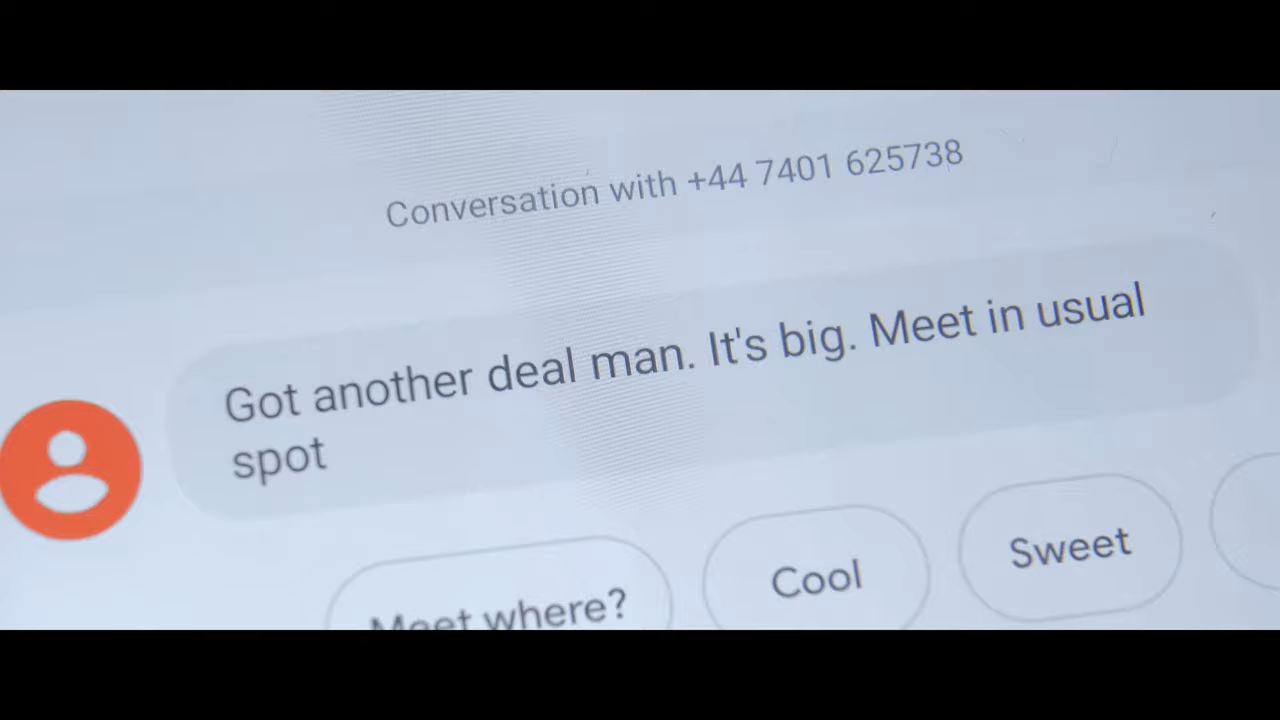 Conversation with +44 7401 625738
Got another deal man. It's big. Meet in usual
spot
Meet where?
Cool
Sweet